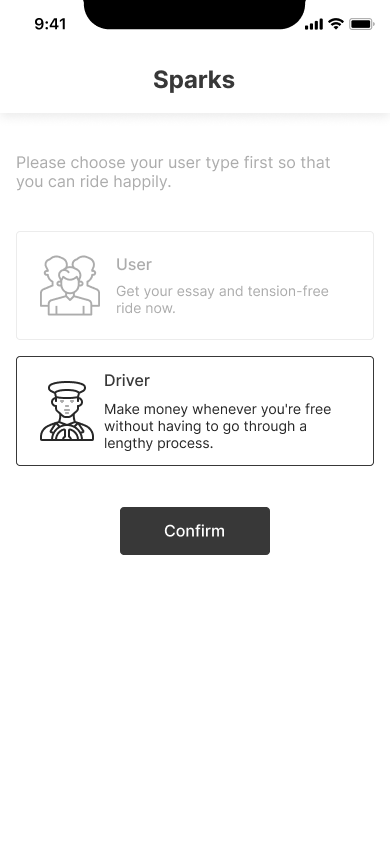 9:41
Sparks
Please choose your user type first so that
you can ride happily.
User
Get your essay and tension-free
ride now.
Driver
Make money whenever you're free
without having to go through a
lengthy process.
Confirm